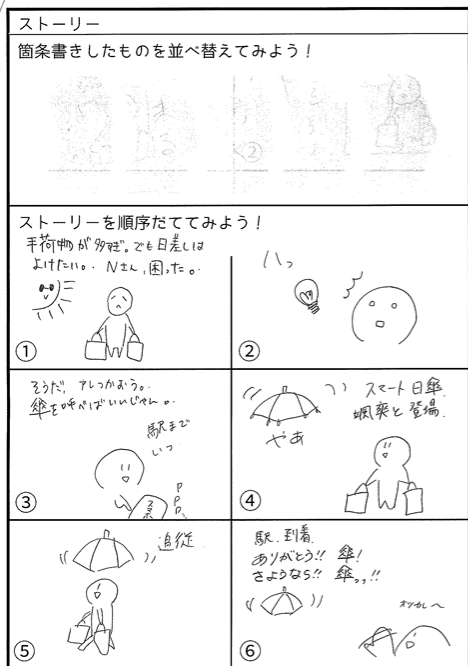 ストーリー
箇条書きしたものを並べ替えてみよう！
ストーリーを順序だててみよう！
手荷物が多すぎ。でも日差しは
よけたい。Nさん、困った。
①
ハッ
②
そうだ、アレつかおう。
傘を呼べばいいじゃん。
駅まで
いっ
P
P
P
③
スマート日傘
颯爽と登場
やあ
④
追従
⑤
駅、到着
ありがとう!! 傘！
さようなら!! 傘,,!!
オツカレ〜
⑥